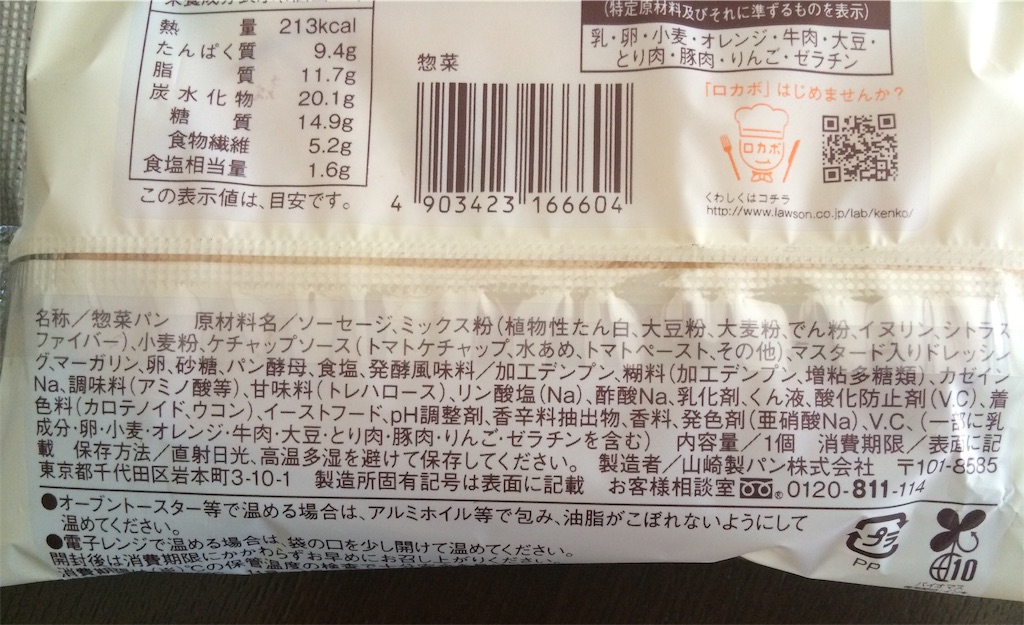 熱量 213kcal
たんぱく質 9.4g
脂質 11.7g
炭水化物 20.1g
糖質 14.9g
食物繊維 5.2g
食塩相当量 1.6g
この表示値は、目安です。
惣菜
4 903423 166604
(特定原材料及びそれに準ずるものを表示)
乳・卵・小麦・オレンジ・牛肉・大豆・
とり肉・豚肉・りんご・ゼラチン
「ロカボ」はじめませんか?
ロカボ
くわしくはコチラ
http://www.lawson.co.jp/lab/kenko/
名称/惣菜パン 原材料名/ソーセージ、ミックス粉(植物性たん白、大豆粉、大麦粉、でん粉、イヌリン、シトラス
ファイバー)、小麦粉、ケチャップソース(トマトケチャップ、水あめ、トマトペースト、その他)、マスタード入りドレッシン
グ、マーガリン、卵、砂糖、パン酵母、食塩、発酵風味料/加工デンプン、糊料(加工デンプン、増粘多糖類)、カゼイン
Na、調味料(アミノ酸等)、甘味料(トレハロース)、リン酸塩(Na)、酢酸Na、乳化剤、くん液、酸化防止剤(V.C)、着
色料(カロテノイド、ウコン)、イーストフード、pH調整剤、香辛料抽出物、香料、発色剤(亜硝酸Na)、V.C、(一部に乳
成分・卵・小麦・オレンジ・牛肉・大豆・とり肉・豚肉・りんご・ゼラチンを含む) 内容量/1個 消費期限/表面に記
載 保存方法/直射日光、高温多湿を避けて保存してください。 製造者/山崎製パン株式会社 〒101-8585
東京都千代田区岩本町3-10-1 製造所固有記号は表面に記載 お客様相談室 0120-811-114
●オーブントースター等で温める場合は、アルミホイル等で包み、油脂がこぼれないようにして
温めてください。
●電子レンジで温める場合は、袋の口を少し開けて温めてください。
開封後は消費期限にかかわらずお早めにお召し上がりください。
プラ
PP
10